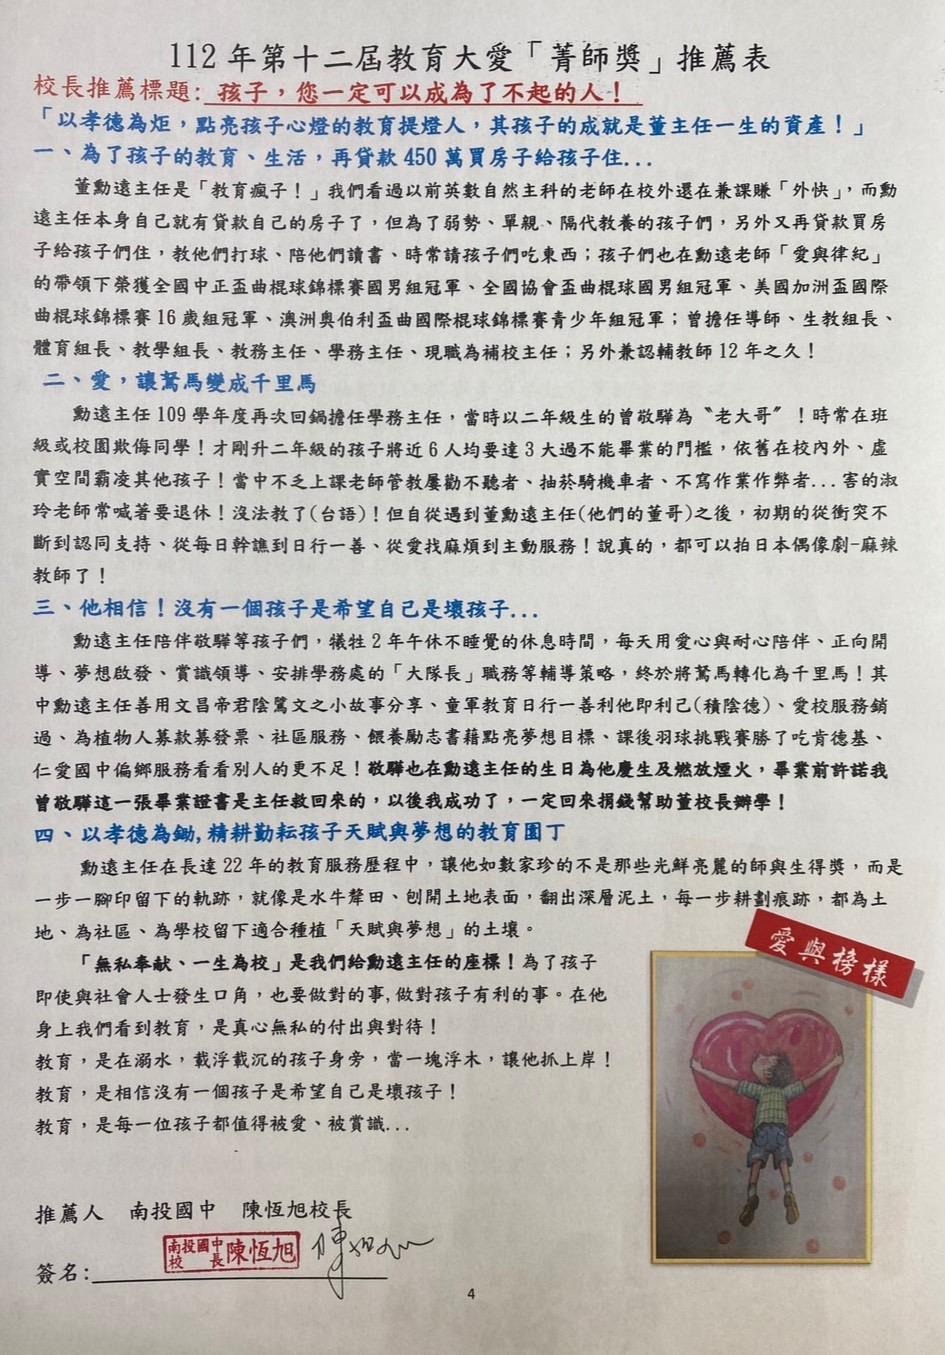 112 年第十二屆教育大愛「菁師獎」推薦表
校長推薦標題: 孩子，您一定可以成為了不起的人！
「以孝德為炬，點亮孩子心燈的教育提燈人，其孩子的成就是董主任一生的資產！」
一、為了孩子的教育、生活，再貸款 450 萬買房子給孩子住...
董勳遠主任是「教育瘋子！」我們看過以前英數自然主科的老師在校外還在兼課賺「外快」，而勳
遠主任本身自己就有貸款自己的房子了，但為了弱勢、單親、隔代教養的孩子們，另外又再貸款買房
子給孩子們住，教他們打球、陪他們讀書、時常請孩子們吃東西；孩子們也在勳遠老師「愛與律紀」
的帶領下榮獲全國中正盃曲棍球錦標賽國男組冠軍、全國協會盃曲棍球國男組冠軍、美國加洲盃國際
曲棍球錦標賽 16 歲組冠軍、澳洲奧伯利盃曲國際棍球錦標賽青少年組冠軍；曾擔任導師、生教組長、
體育組長、教學組長、教務主任、學務主任、現職為補校主任；另外兼認輔教師 12 年之久！
二、愛，讓駑馬變成千里馬
勳遠主任 109 學年度再次回鍋擔任學務主任，當時以二年級生的曾敬驊為〝老大哥〞！時常在班
級或校園欺侮同學！才剛升二年級的孩子將近 6 人均要達 3 大過不能畢業的門檻，依舊在校內外、虛
實空間霸凌其他孩子！當中不乏上課老師管教屢勸不聽者、抽菸騎機車者、不寫作業作弊者...害的淑
玲老師常喊著要退休！沒法教了(台語)！但自從遇到董勳遠主任(他們的董哥)之後，初期的從衝突不
斷到認同支持、從每日幹譙到日行一善、從愛找麻煩到主動服務！說真的，都可以拍日本偶像劇-麻辣
教師了！
三、他相信！沒有一個孩子是希望自己是壞孩子...
勳遠主任陪伴敬驊等孩子們，犧牲 2 年午休不睡覺的休息時間，每天用愛心與耐心陪伴、正向開
導、夢想啟發、賞識領導、安排學務處的「大隊長」職務等輔導策略，終於將駑馬轉化為千里馬！其
中勳遠主任善用文昌帝君陰騭文之小故事分享、童軍教育日行一善利他即利己(積陰德)、愛校服務銷
過、為植物人募款募發票、社區服務、餵養勵志書籍點亮夢想目標、課後羽球挑戰賽勝了吃肯德基、
仁愛國中偏鄉服務看看別人的更不足！敬驊也在勳遠主任的生日為他慶生及燃放煙火，畢業前許諾我
曾敬驊這一張畢業證書是主任救回來的，以後我成功了，一定回來捐錢幫助董校長辦學！
四、以孝德為鋤,精耕勤耘孩子天賦與夢想的教育園丁
勳遠主任在長達 22 年的教育服務歷程中，讓他如數家珍的不是那些光鮮亮麗的師與生得獎，而是
一步一腳印留下的軌跡，就像是水牛犛田、刨開土地表面，翻出深層泥土，每一步耕劃痕跡，都為土
地、為社區、為學校留下適合種植「天賦與夢想」的土壤。
「無私奉獻、一生為校」是我們給勳遠主任的座標！為了孩子
即使與社會人士發生口角，也要做對的事,做對孩子有利的事。在他
身上我們看到教育，是真心無私的付出與對待！
教育，是在溺水，載浮載沉的孩子身旁，當一塊浮木，讓他抓上岸！
教育，是相信沒有一個孩子是希望自己是壞孩子！
教育，是每一位孩子都值得被愛、被賞識...
愛與榜樣
推薦人 南投國中 陳恆旭校長
南投國中校長陳恆旭
簽名:
4